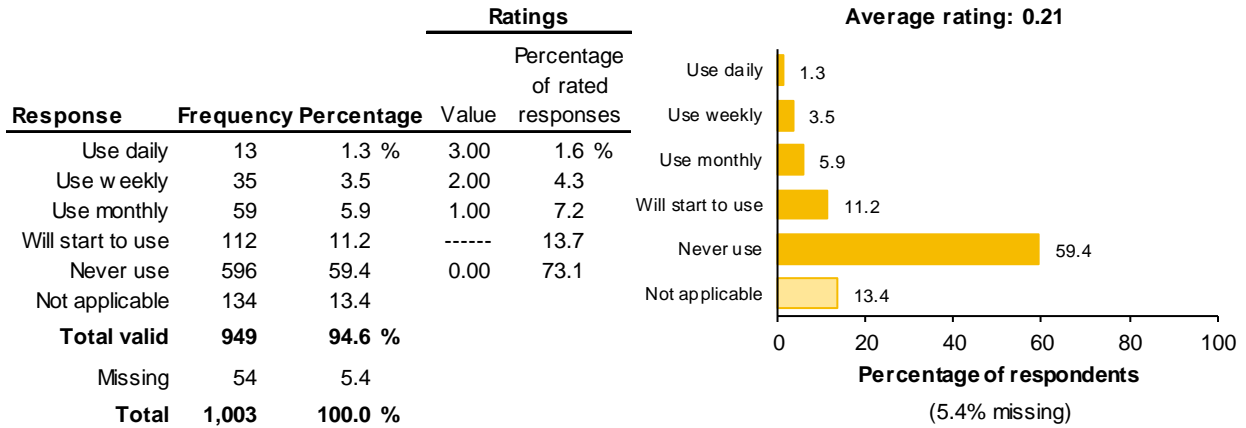 Ratings
Response Frequency Percentage Value Percentage of rated responses
Use daily 13 1.3 % 3.00 1.6 %
Use weekly 35 3.5 2.00 4.3
Use monthly 59 5.9 1.00 7.2
Will start to use 112 11.2 ------ 13.7
Never use 596 59.4 0.00 73.1
Not applicable 134 13.4
Total valid 949 94.6 %
Missing 54 5.4
Total 1,003 100.0 %
Average rating: 0.21
Use daily 1.3
Use weekly 3.5
Use monthly 5.9
Will start to use 11.2
Never use 59.4
Not applicable 13.4
0 20 40 60 80 100
Percentage of respondents
(5.4% missing)